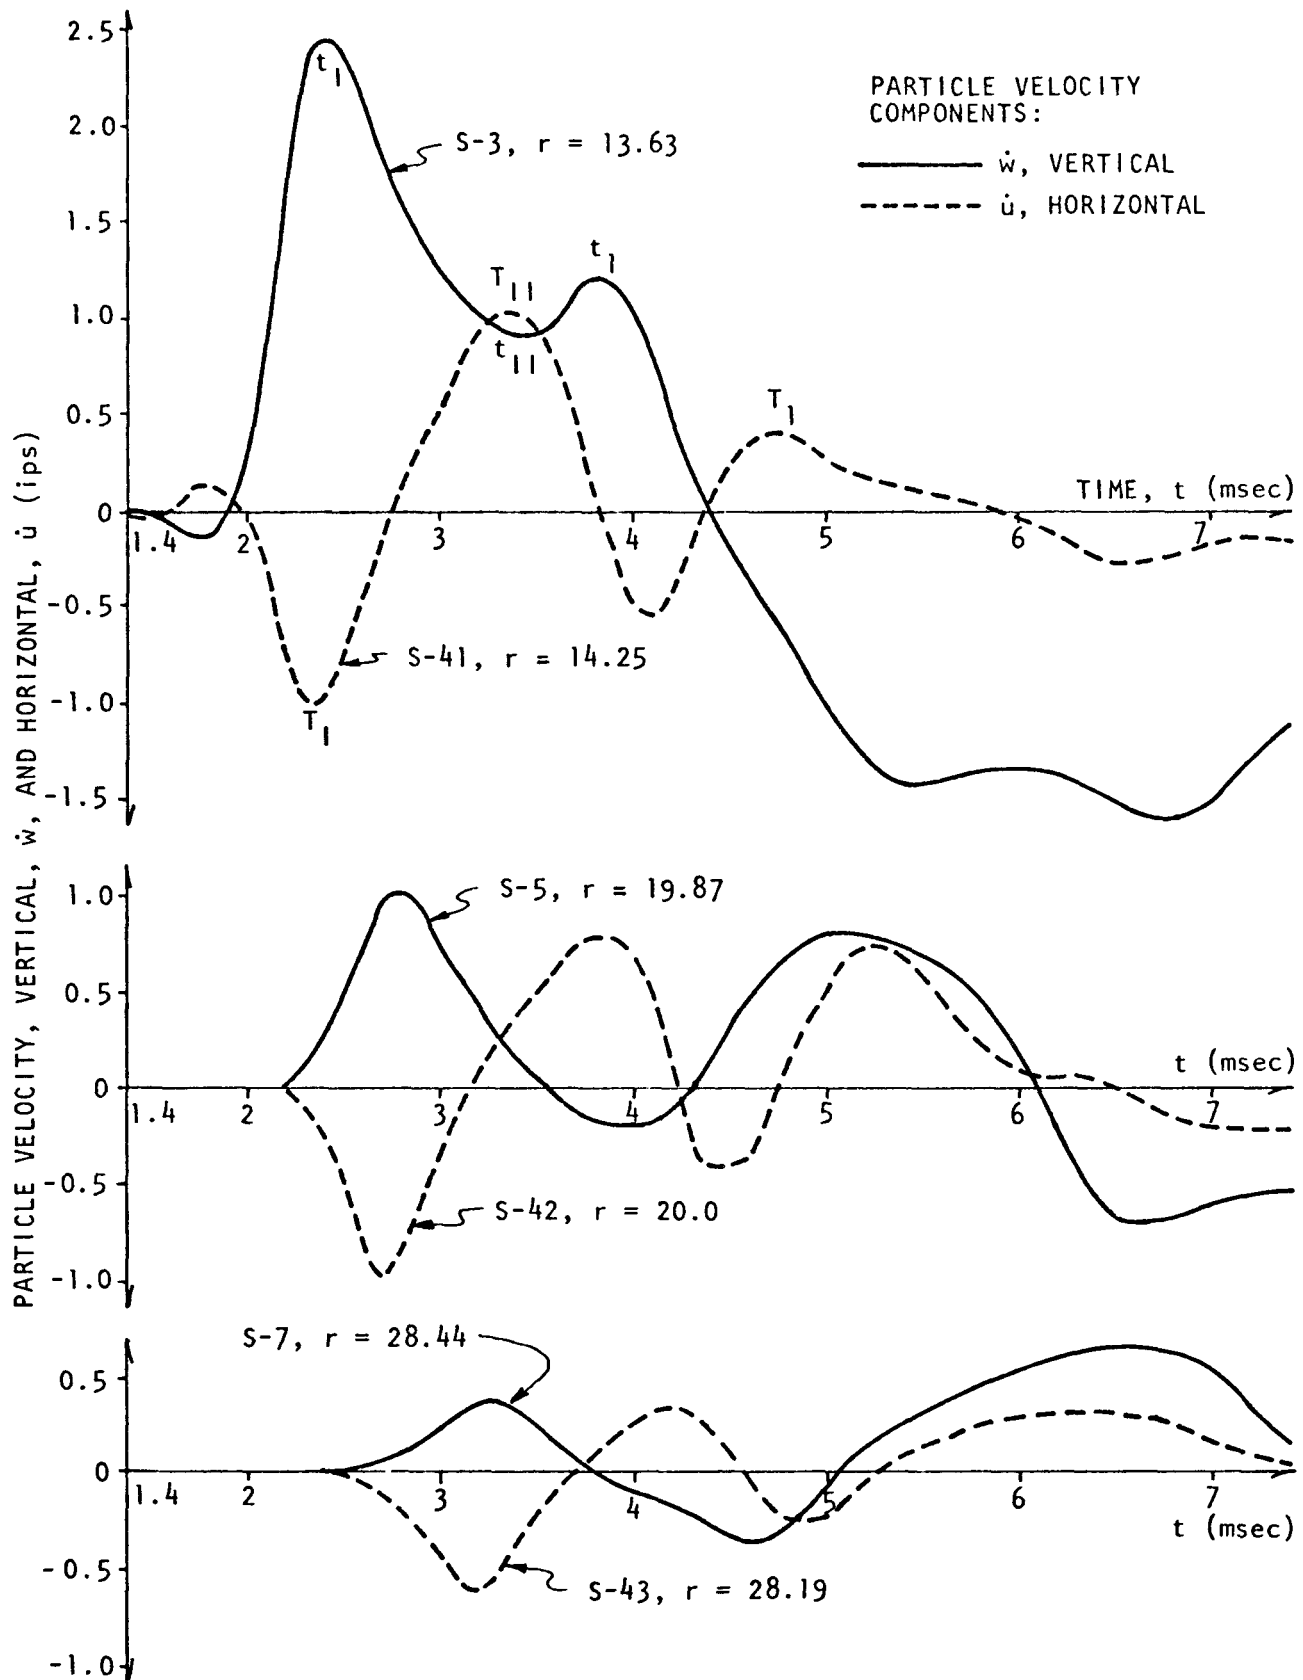 PARTICLE VELOCITY, VERTICAL, ẇ, AND HORIZONTAL, u̇ (ips)
PARTICLE VELOCITY
COMPONENTS:
ẇ, VERTICAL
u̇, HORIZONTAL
2.5
2.0
1.5
1.0
0.5
0
-0.5
-1.0
-1.5
t|
S-3, r = 13.63
T||
t1
t||
T1
TIME, t (msec)
1.4 2 3 4 5 6 7
S-41, r = 14.25
T|
1.0
0.5
0
-0.5
-1.0
S-5, r = 19.87
t (msec)
1.4 2 3 4 5 6 7
S-42, r = 20.0
S-7, r = 28.44
0.5
0
-0.5
-1.0
1.4 2 3 4 5 6 7
t (msec)
S-43, r = 28.19